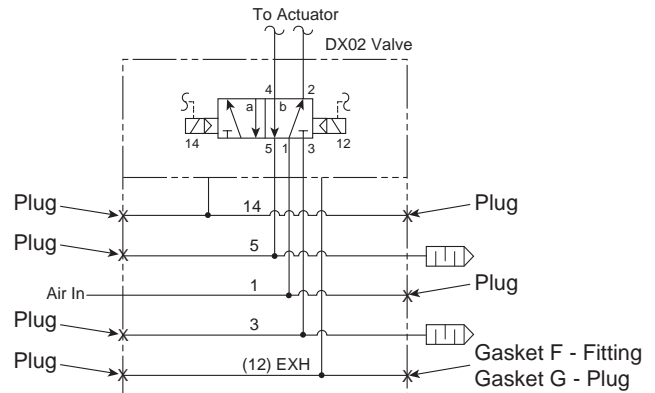 To Actuator
DX02 Valve
4 2
a b
14 5 1 3 12
Plug 14 Plug
Plug 5
Air In 1 Plug
Plug 3
Plug (12) EXH Gasket F - Fitting
Gasket G - Plug